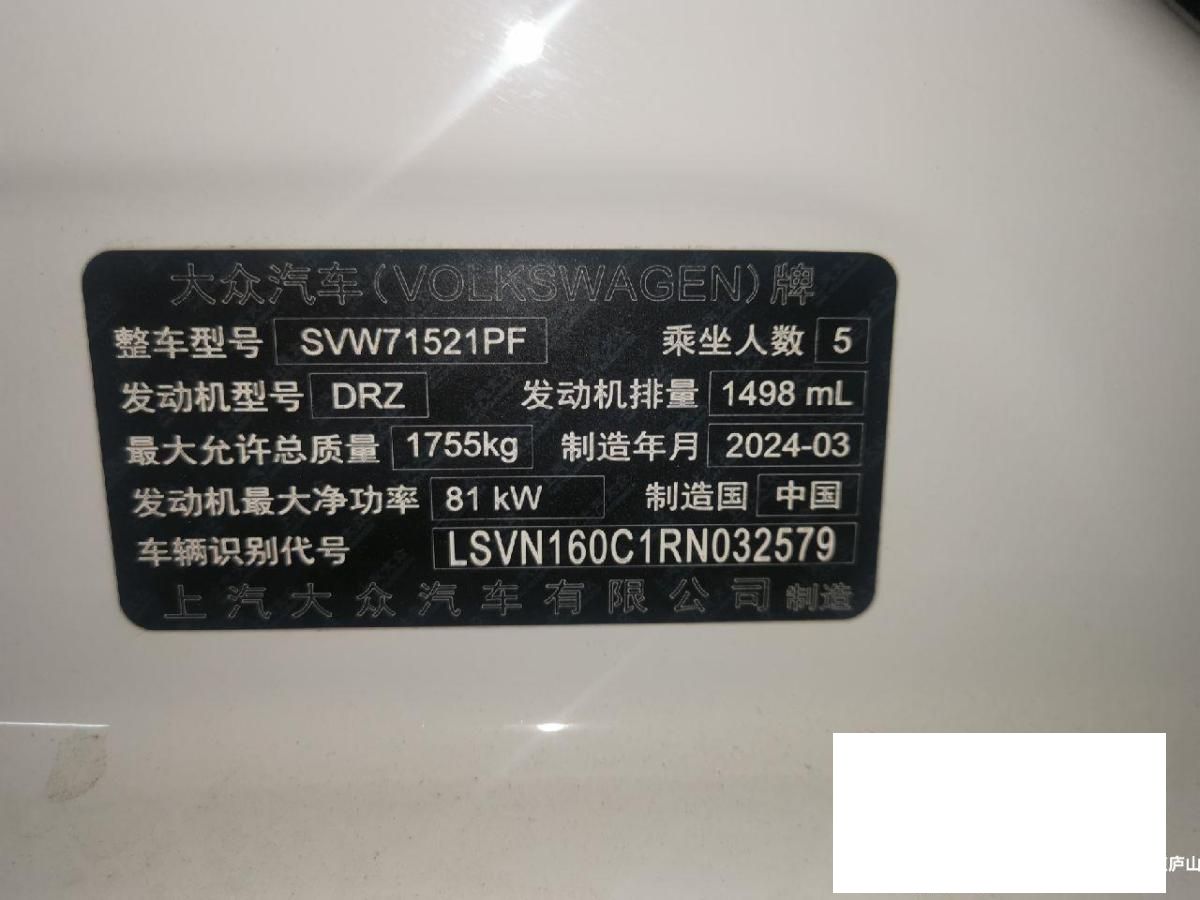 大众汽车(VOLKSWAGEN)牌
整车型号 SVW71521PF 乘坐人数 5
发动机型号 DRZ 发动机排量 1498 mL
最大允许总质量 1755kg 制造年月 2024-03
发动机最大净功率 81 kW 制造国 中国
车辆识别代号 LSVN160C1RN032579
上汽大众汽车有限公司 制造
庐山